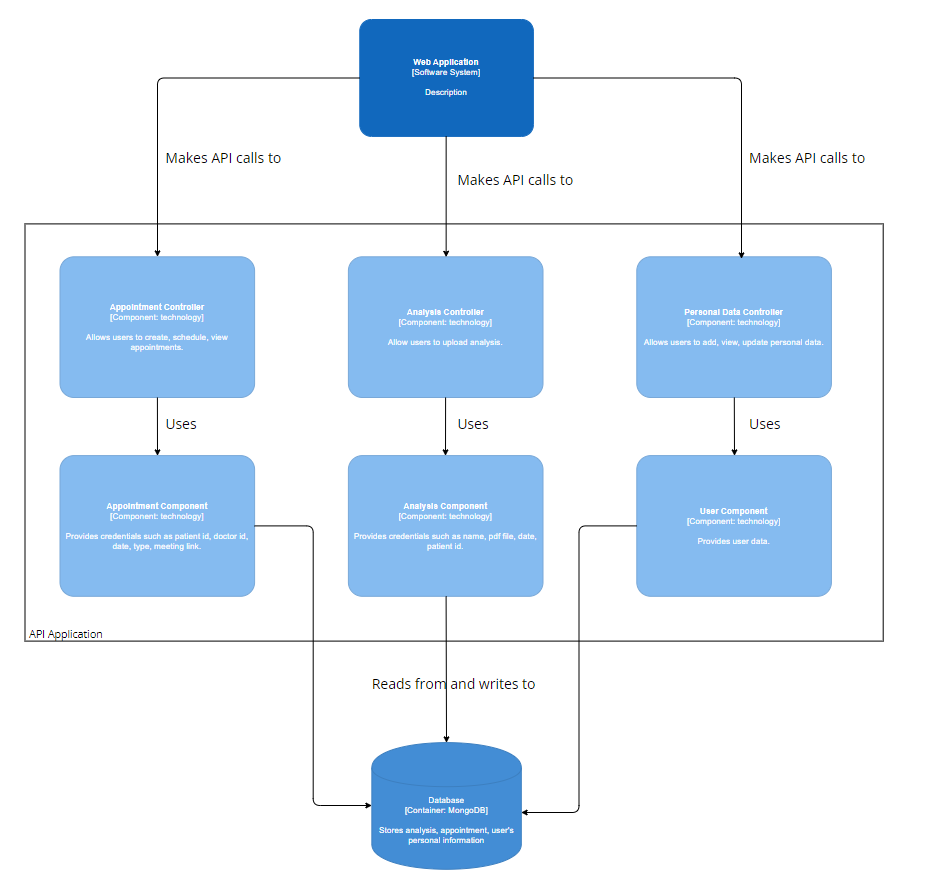 Web Application
[Software System]
Description
Makes API calls to
Makes API calls to
Makes API calls to
Appointment Controller
[Component: technology]
Allows users to create, schedule, view
appointments.
Analysis Controller
[Component: technology]
Allow users to upload analysis.
Personal Data Controller
[Component: technology]
Allows users to add, view, update personal data.
Uses
Uses
Uses
Appointment Component
[Component: technology]
Provides credentials such as patient id, doctor id,
date, type, meeting link.
Analysis Component
[Component: technology]
Provides credentials such as name, pdf file, date,
patient id.
User Component
[Component: technology]
Provides user data.
API Application
Reads from and writes to
Database
[Container: MongoDB]
Stores analysis, appointment, user's
personal information